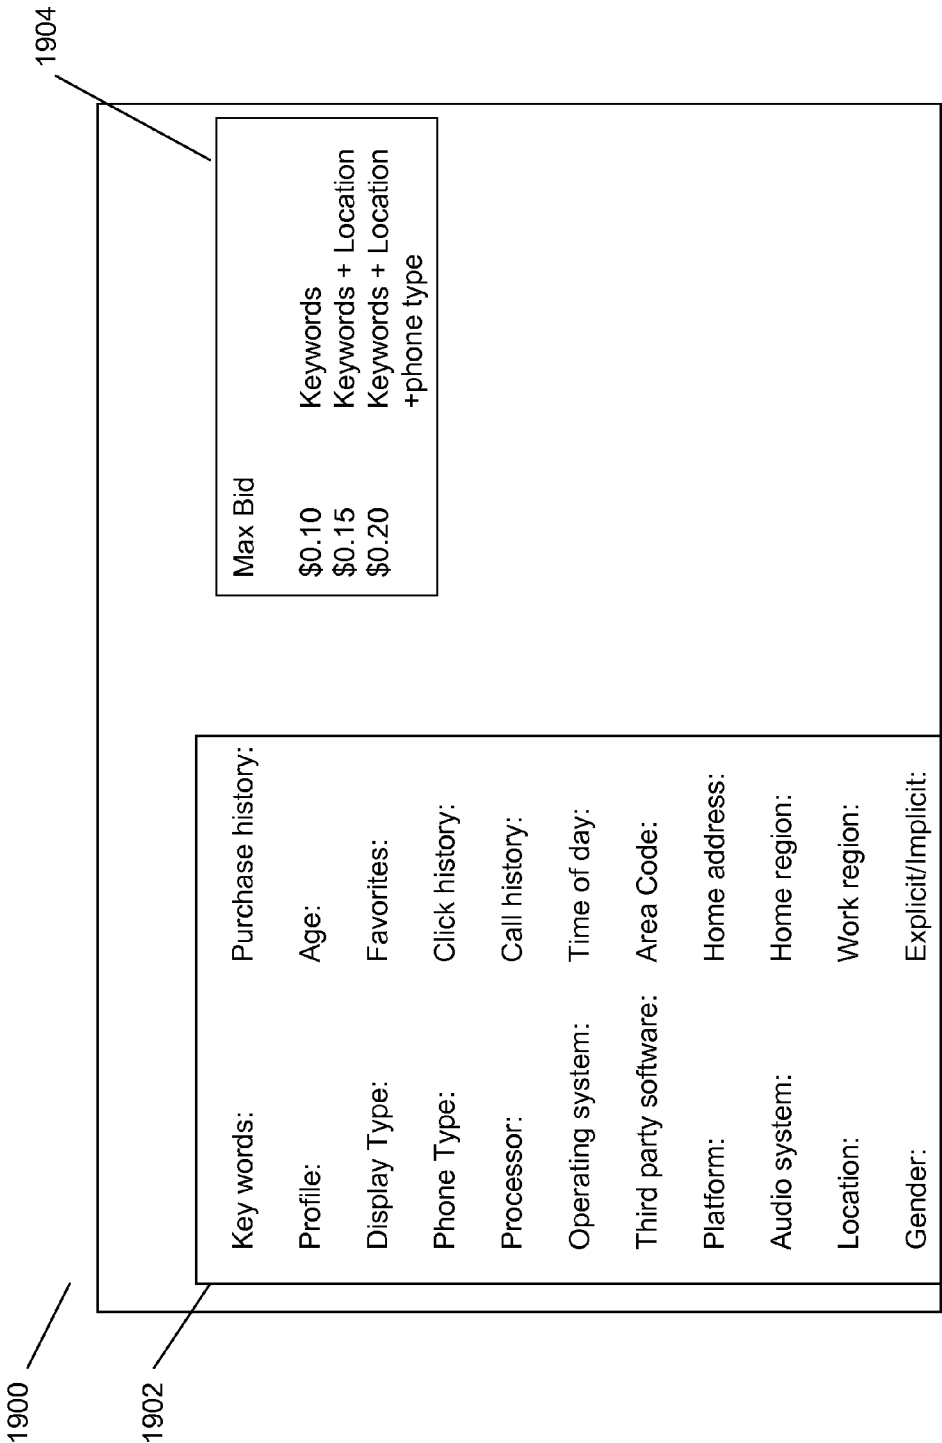 1900
1902
Key words: Purchase history:
Profile: Age:
Display Type: Favorites:
Phone Type: Click history:
Processor: Call history:
Operating system: Time of day:
Third party software: Area Code:
Platform: Home address:
Audio system: Home region:
Location: Work region:
Gender: Explicit/Implicit:
1904
Max Bid
$0.10 Keywords
$0.15 Keywords + Location
$0.20 Keywords + Location
+phone type